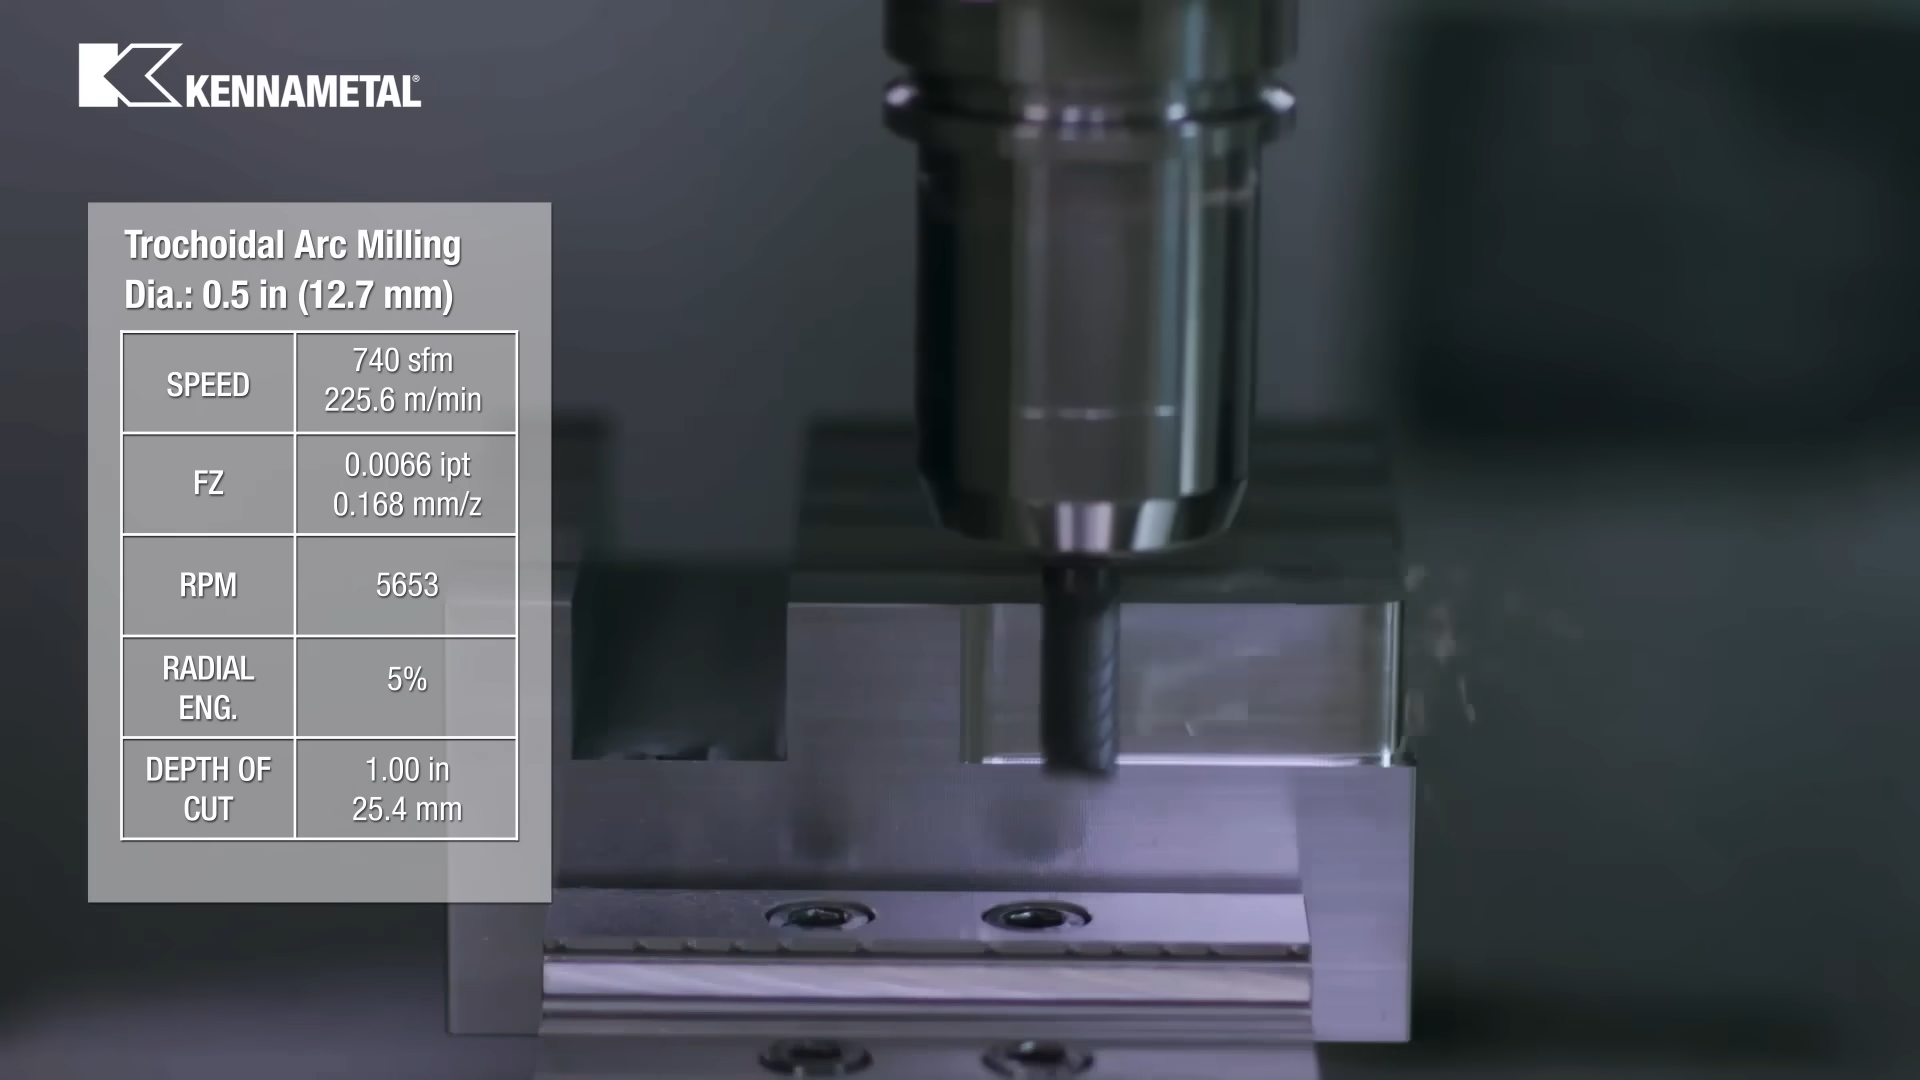 KENNAMETAL®
Trochoidal Arc Milling
Dia.: 0.5 in (12.7 mm)
SPEED
740 sfm
225.6 m/min
FZ
0.0066 ipt
0.168 mm/z
RPM
5653
RADIAL
ENG.
5%
DEPTH OF
CUT
1.00 in
25.4 mm